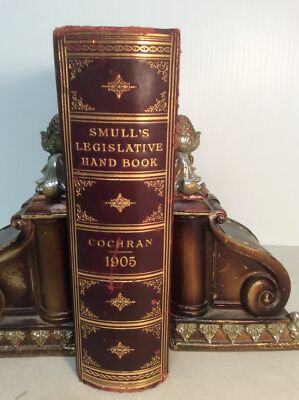 SMULL'S
LEGISLATIVE
HAND BOOK
COCHRAN
1905